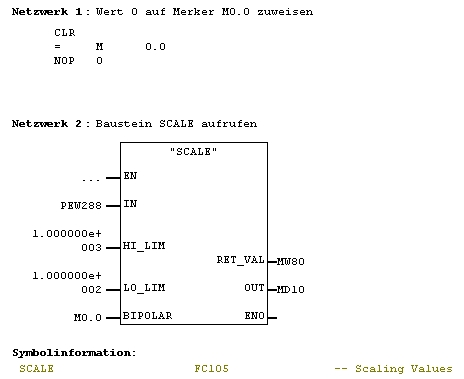 Netzwerk 1: Wert 0 auf Merker M0.0 zuweisen
CLR
= M 0.0
NOP 0
Netzwerk 2: Baustein SCALE aufrufen
"SCALE"
... EN
PEW288 IN
1.000000e+
003 HI_LIM
RET_VAL MW80
1.000000e+
002 LO_LIM OUT MD10
M0.0 BIPOLAR ENO
Symbolinformation:
SCALE FC105 -- Scaling Values